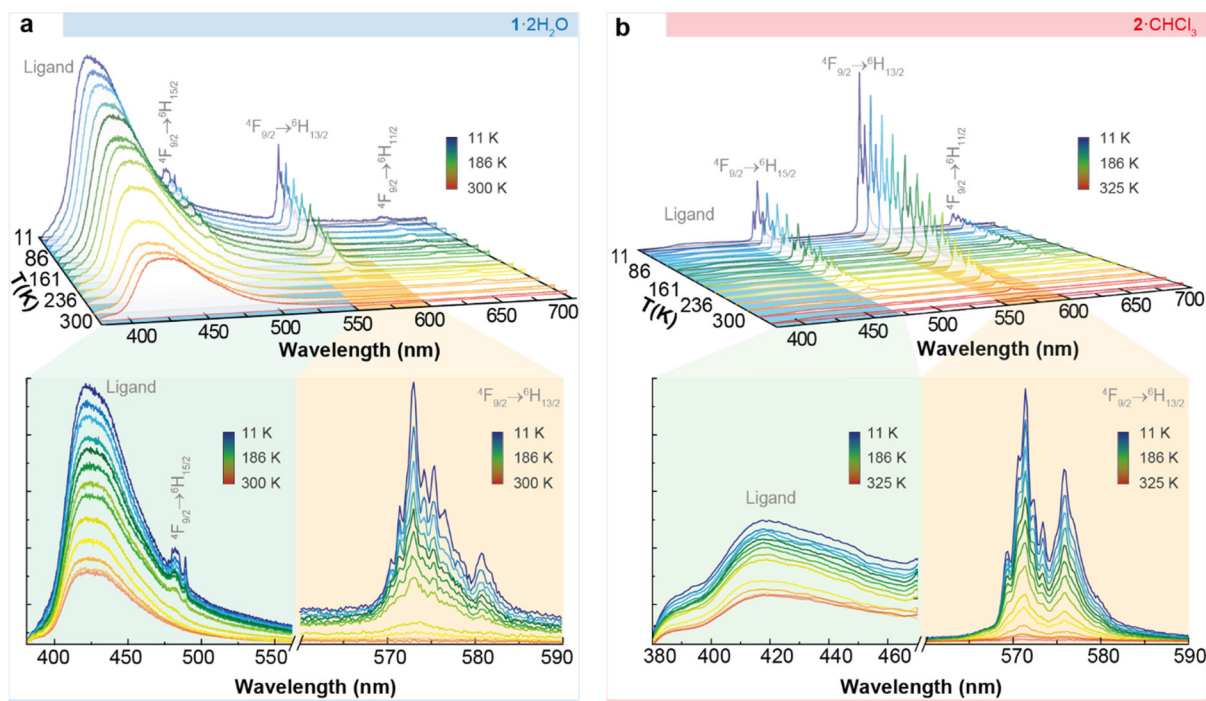 a
1·2H₂O
Ligand
⁴F₉/₂→⁶H₁₅/₂
⁴F₉/₂→⁶H₁₃/₂
⁴F₉/₂→⁶H₁₁/₂
11 K
186 K
300 K
11
86
161
236
300
T(K)
400
450
500
550
600
650
700
Wavelength (nm)
Ligand
⁴F₉/₂→⁶H₁₅/₂
11 K
186 K
300 K
⁴F₉/₂→⁶H₁₃/₂
11 K
186 K
300 K
400
450
500
550
570
580
590
Wavelength (nm)
b
2·CHCl₃
Ligand
⁴F₉/₂→⁶H₁₅/₂
⁴F₉/₂→⁶H₁₃/₂
⁴F₉/₂→⁶H₁₁/₂
11 K
186 K
325 K
11
86
161
236
300
T(K)
400
450
500
550
600
650
700
Wavelength (nm)
Ligand
11 K
186 K
325 K
⁴F₉/₂→⁶H₁₃/₂
11 K
186 K
325 K
380
400
420
440
460
570
580
590
Wavelength (nm)